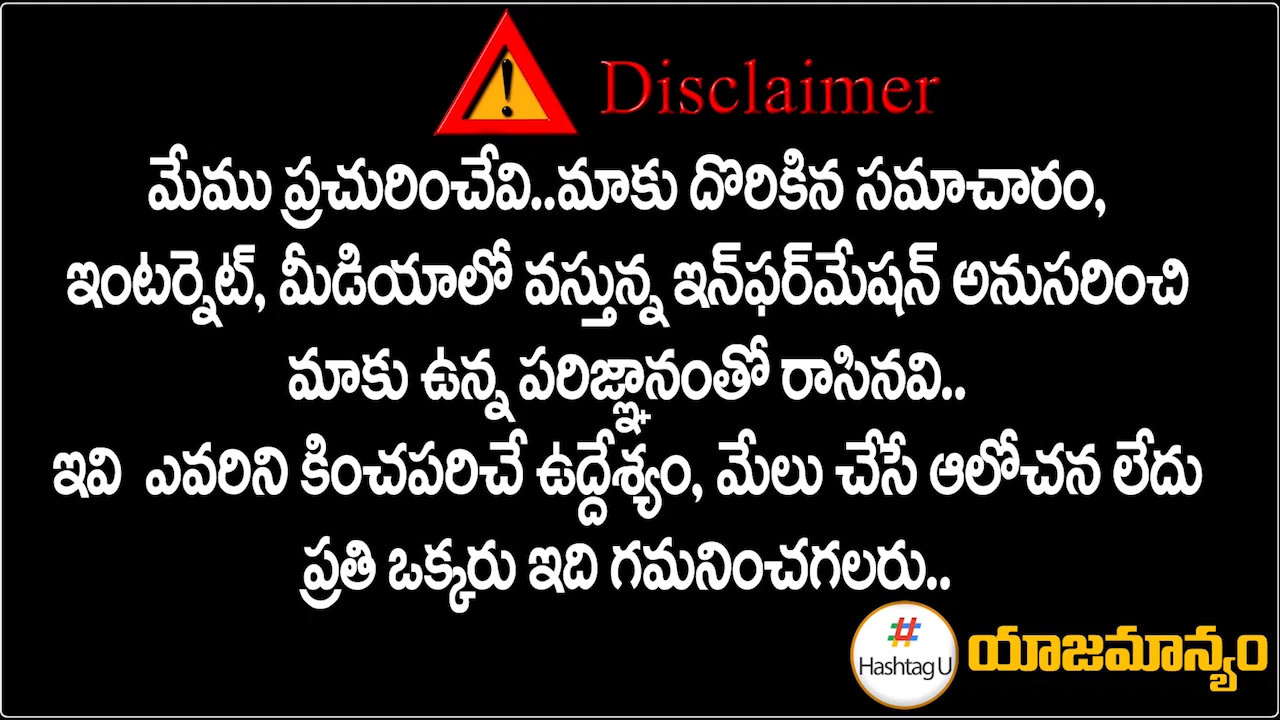 Disclaimer
మేము ప్రచురించేవి..మాకు దొరికిన సమాచారం,
ఇంటర్నెట్, మీడియాలో వస్తున్న ఇన్‌ఫర్‌మేషన్ అనుసరించి
మాకు ఉన్న పరిజ్ఞానంతో రాసినవి..
ఇవి ఎవరిని కించపరిచే ఉద్దేశ్యం, మేలు చేసే ఆలోచన లేదు
ప్రతి ఒక్కరు ఇది గమనించగలరు..
#
Hashtag U
యాజమాన్యం